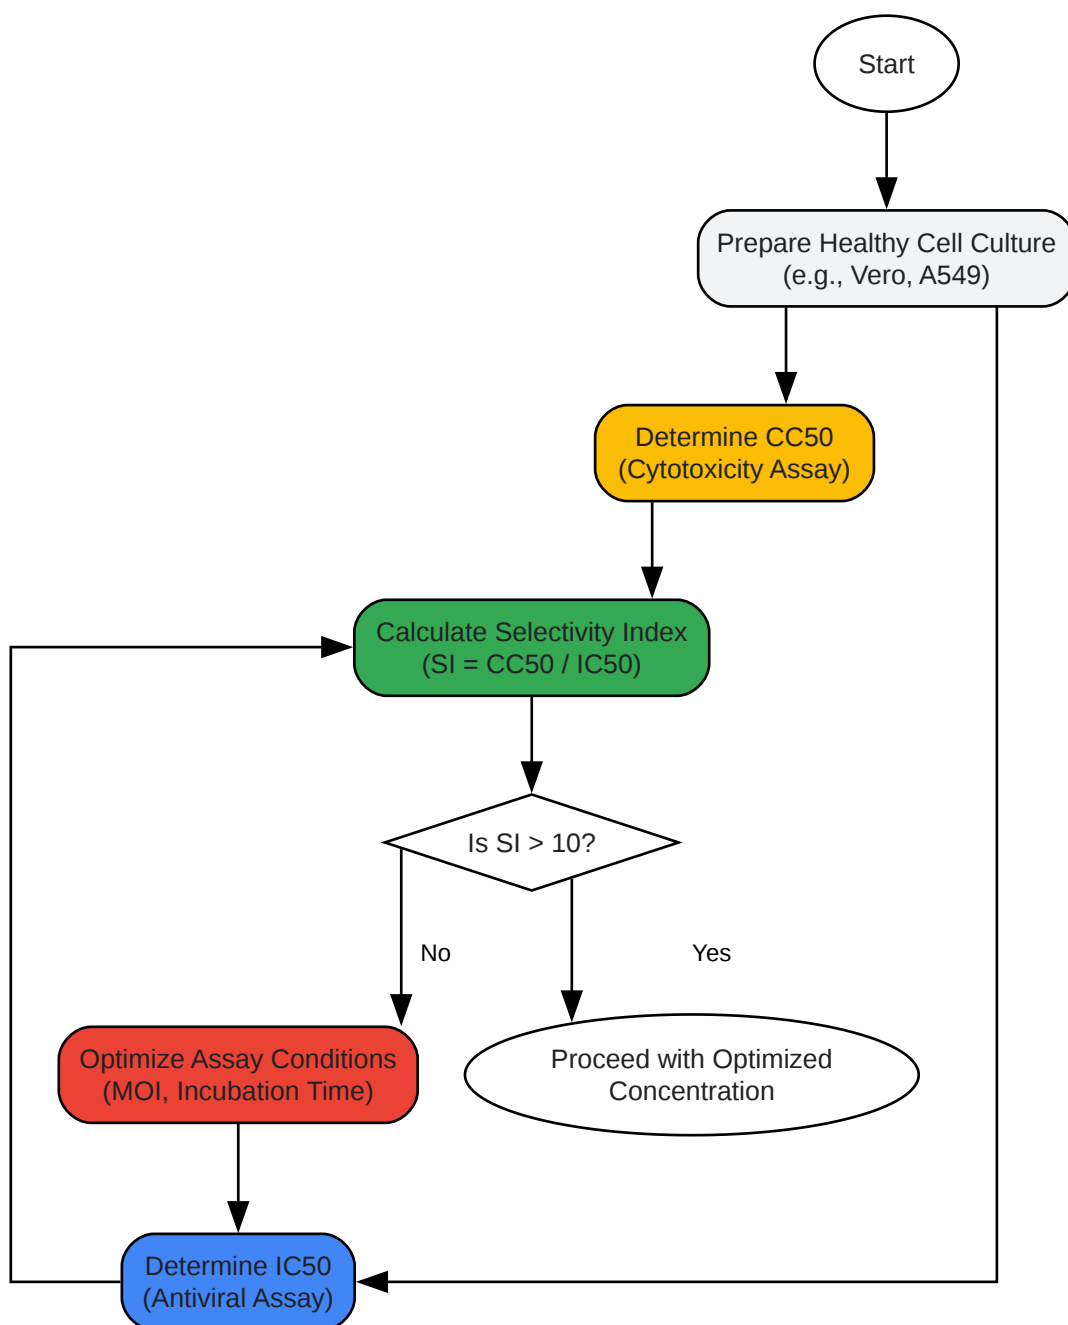 Start
Prepare Healthy Cell Culture
(e.g., Vero, A549)
Determine CC50
(Cytotoxicity Assay)
Calculate Selectivity Index
(SI = CC50 / IC50)
Is SI > 10?
No
Yes
Optimize Assay Conditions
(MOI, Incubation Time)
Proceed with Optimized
Concentration
Determine IC50
(Antiviral Assay)